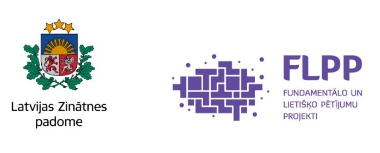 Latvijas Zinātnes
padome
FLPP
FUNDAMENTĀLO UN
LIETIŠĶO PĒTĪJUMU
PROJEKTI